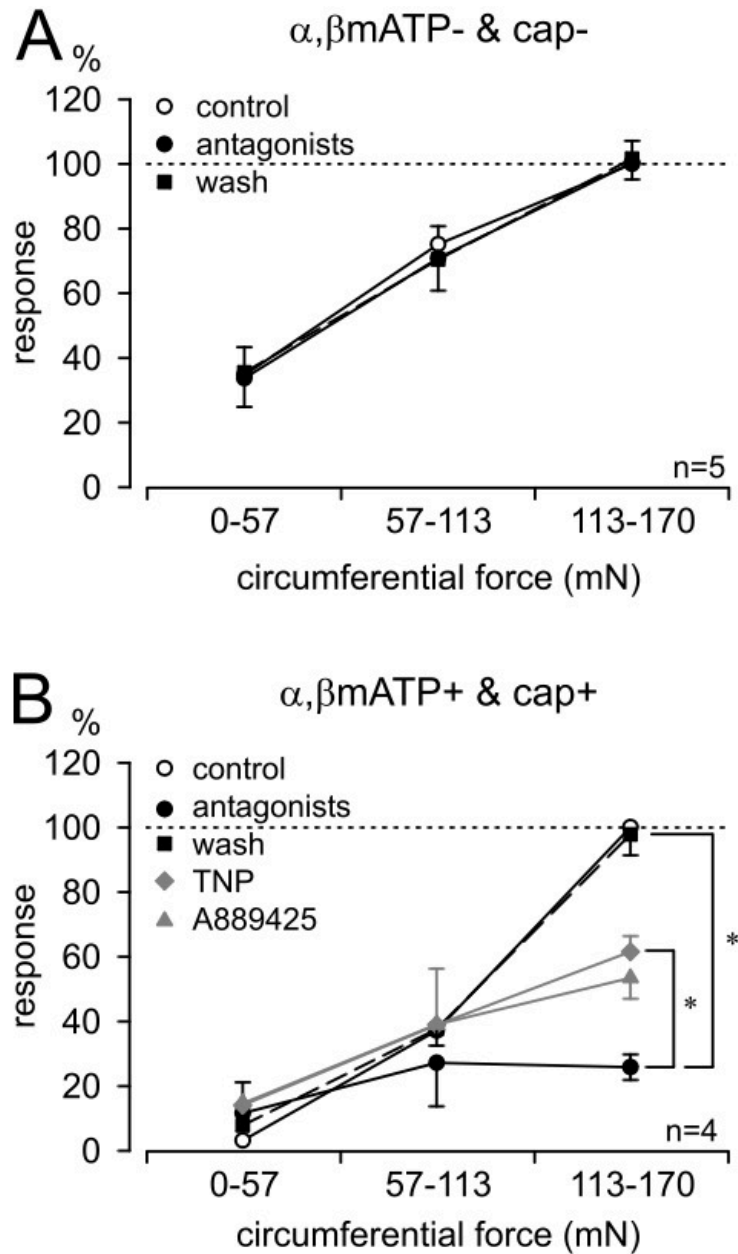 A
α,βmATP- & cap-
%
120
100
80
60
40
20
0
response
control
antagonists
wash
n=5
0-57 57-113 113-170
circumferential force (mN)
B
α,βmATP+ & cap+
%
120
100
80
60
40
20
0
response
control
antagonists
wash
TNP
A889425
*
*
n=4
0-57 57-113 113-170
circumferential force (mN)